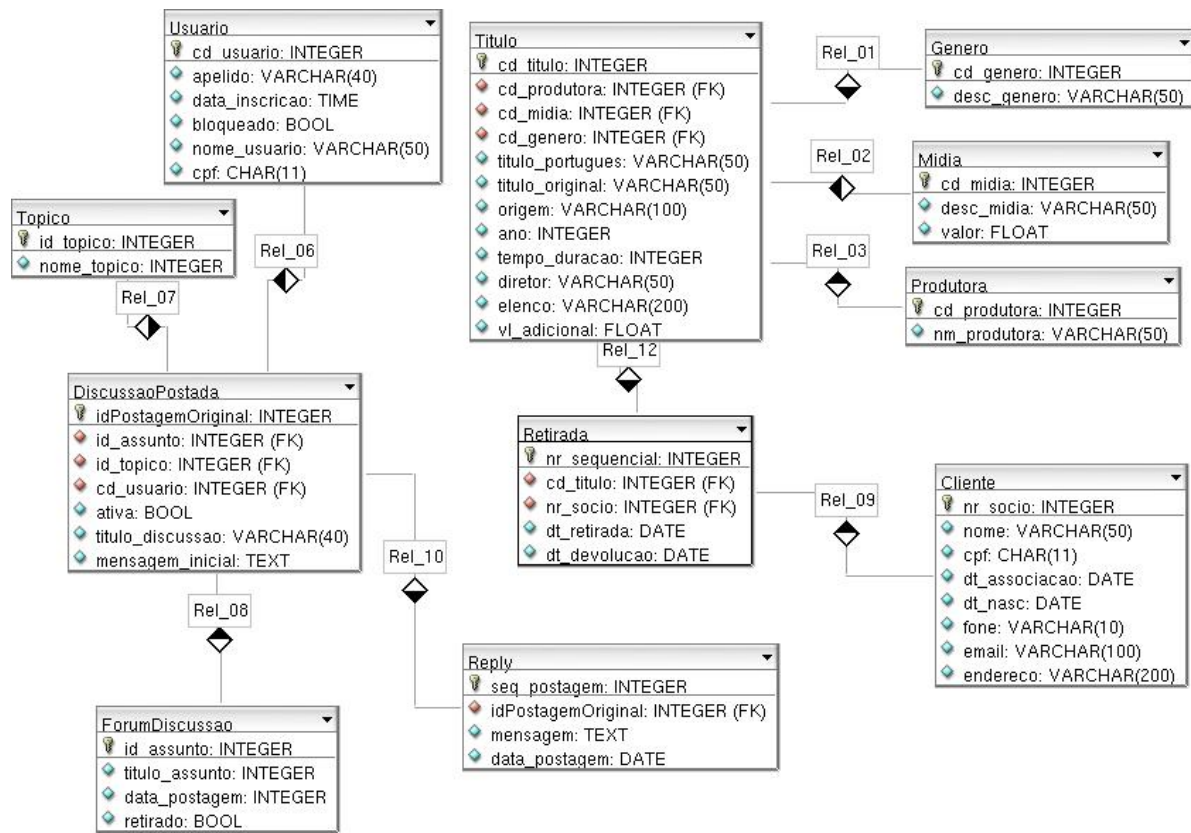 Usuario
cd_usuario: INTEGER
apelido: VARCHAR(40)
data_inscricao: TIME
bloqueado: BOOL
nome_usuario: VARCHAR(50)
cpf: CHAR(11)
Titulo
cd_titulo: INTEGER
cd_produtora: INTEGER (FK)
cd_midia: INTEGER (FK)
cd_genero: INTEGER (FK)
titulo_portugues: VARCHAR(50)
titulo_original: VARCHAR(50)
origem: VARCHAR(100)
ano: INTEGER
tempo_duracao: INTEGER
diretor: VARCHAR(50)
elenco: VARCHAR(200)
vl_adicional: FLOAT
Rel_01
Genero
cd_genero: INTEGER
desc_genero: VARCHAR(50)
Rel_02
Midia
cd_midia: INTEGER
desc_midia: VARCHAR(50)
valor: FLOAT
Rel_03
Produtora
cd_produtora: INTEGER
nm_produtora: VARCHAR(50)
Topico
id_topico: INTEGER
nome_topico: INTEGER
Rel_06
Rel_07
Rel_12
DiscussaoPostada
idPostagemOriginal: INTEGER
id_assunto: INTEGER (FK)
id_topico: INTEGER (FK)
cd_usuario: INTEGER (FK)
ativa: BOOL
titulo_discussao: VARCHAR(40)
mensagem_inicial: TEXT
Retirada
nr_sequencial: INTEGER
cd_titulo: INTEGER (FK)
nr_socio: INTEGER (FK)
dt_retirada: DATE
dt_devolucao: DATE
Rel_09
Cliente
nr_socio: INTEGER
nome: VARCHAR(50)
cpf: CHAR(11)
dt_associacao: DATE
dt_nasc: DATE
fone: VARCHAR(10)
email: VARCHAR(100)
endereco: VARCHAR(200)
Rel_10
Rel_08
Reply
seq_postagem: INTEGER
idPostagemOriginal: INTEGER (FK)
mensagem: TEXT
data_postagem: DATE
ForumDiscussao
id_assunto: INTEGER
titulo_assunto: INTEGER
data_postagem: INTEGER
retirado: BOOL